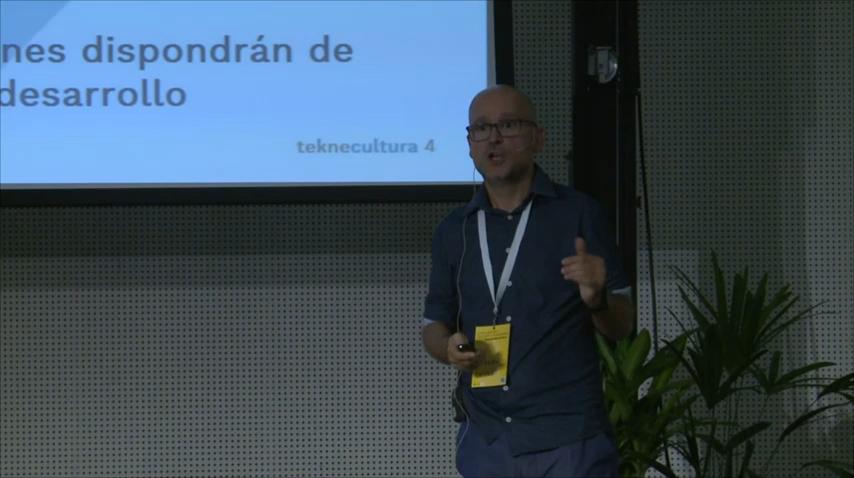 nes dispondrán de
desarrollo
teknecultura 4